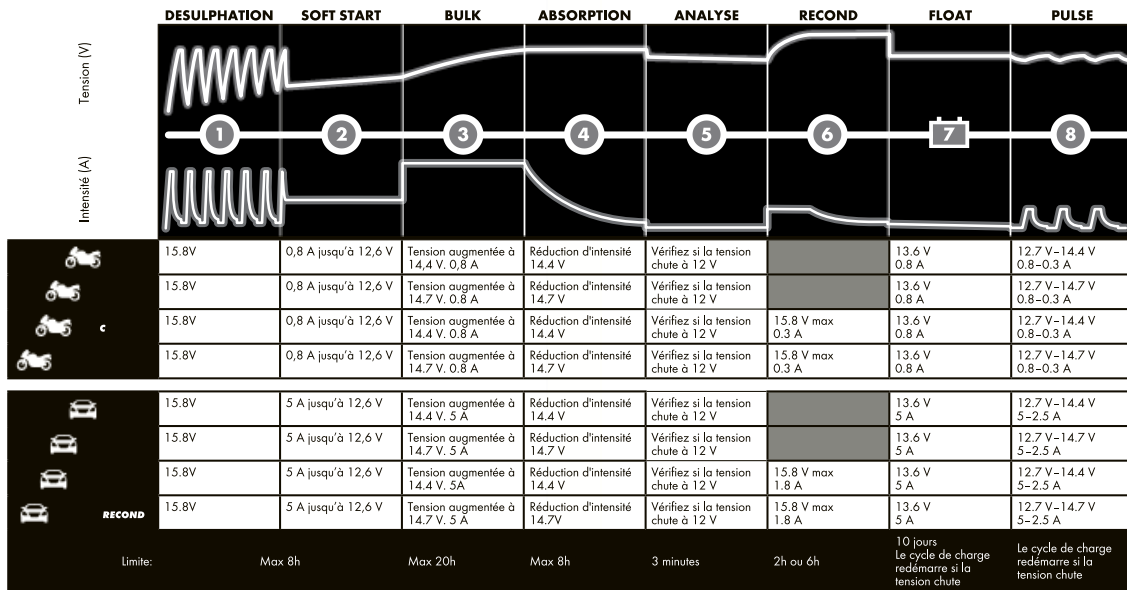 DESULPHATION SOFT START BULK ABSORPTION ANALYSE RECOND FLOAT PULSE
Tension (V)
1 2 3 4 5 6 7 8
Intensité (A)
15.8V 0,8 A jusqu'à 12,6 V Tension augmentée à Réduction d'intensité Vérifiez si la tension 13.6 V 12.7 V–14.4 V
14,4 V. 0,8 A 14.4 V chute à 12 V 0.8 A 0.8–0.3 A
15.8V 0,8 A jusqu'à 12,6 V Tension augmentée à Réduction d'intensité Vérifiez si la tension 13.6 V 12.7 V–14.7 V
14.7 V. 0.8 A 14.7 V chute à 12 V 0.8 A 0.8–0.3 A
C 15.8V 0,8 A jusqu'à 12,6 V Tension augmentée à Réduction d'intensité Vérifiez si la tension 15.8 V max 13.6 V 12.7 V–14.4 V
14.4 V. 0.8 A 14.4 V chute à 12 V 0.3 A 0.8 A 0.8–0.3 A
15.8V 0,8 A jusqu'à 12,6 V Tension augmentée à Réduction d'intensité Vérifiez si la tension 15.8 V max 13.6 V 12.7 V–14.7 V
14.7 V. 0.8 A 14.7 V chute à 12 V 0.3 A 0.8 A 0.8–0.3 A
15.8V 5 A jusqu'à 12,6 V Tension augmentée à Réduction d'intensité Vérifiez si la tension 13.6 V 12.7 V–14.4 V
14.4 V. 5 A 14.4 V chute à 12 V 5 A 5–2.5 A
15.8V 5 A jusqu'à 12,6 V Tension augmentée à Réduction d'intensité Vérifiez si la tension 13.6 V 12.7 V–14.7 V
14.7 V. 5 A 14.7 V chute à 12 V 5 A 5–2.5 A
15.8V 5 A jusqu'à 12,6 V Tension augmentée à Réduction d'intensité Vérifiez si la tension 15.8 V max 13.6 V 12.7 V–14.4 V
14.4 V. 5A 14.4 V chute à 12 V 1.8 A 5 A 5–2.5 A
RECOND 15.8V 5 A jusqu'à 12,6 V Tension augmentée à Réduction d'intensité Vérifiez si la tension 15.8 V max 13.6 V 12.7 V–14.7 V
14.7 V. 5 A 14.7V chute à 12 V 1.8 A 5 A 5–2.5 A
Limite: Max 8h Max 20h Max 8h 3 minutes 2h ou 6h
10 jours
Le cycle de charge
redémarre si la
tension chute
Le cycle de charge
redémarre si la
tension chute